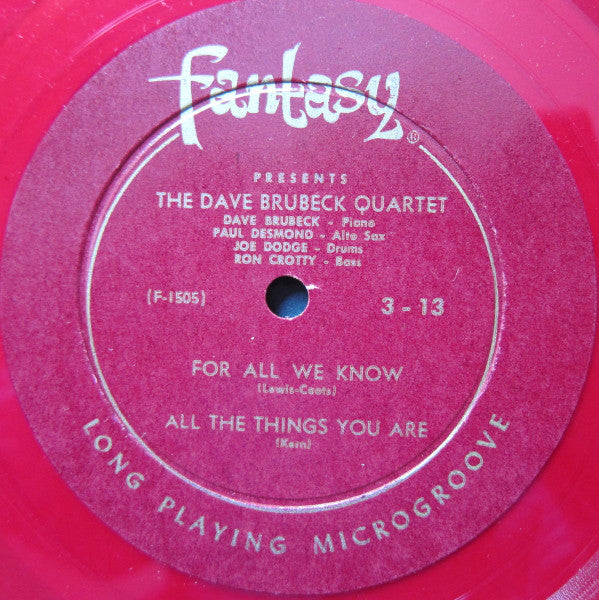 Fantasy ®
PRESENTS
THE DAVE BRUBECK QUARTET
DAVE BRUBECK - Piano
PAUL DESMOND - Alto Sax
JOE DODGE - Drums
RON CROTTY - Bass
(F-1505)
3 - 13
FOR ALL WE KNOW
(Lewis-Coots)
ALL THE THINGS YOU ARE
(Kern)
LONG PLAYING MICROGROOVE